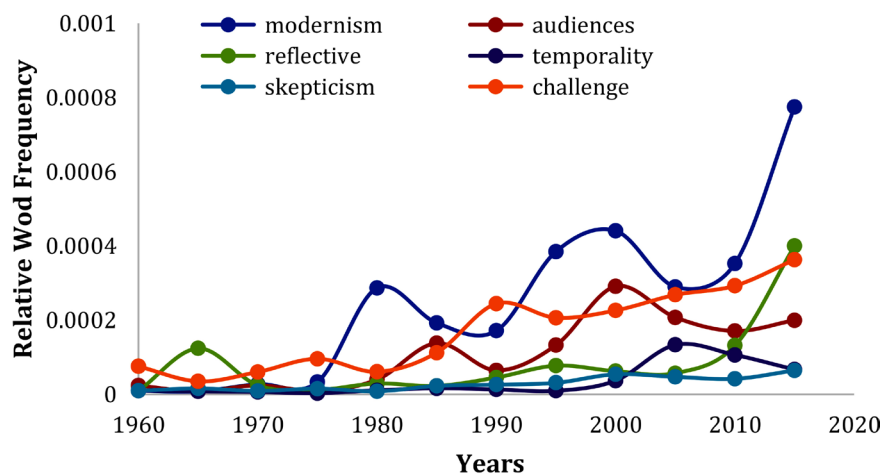 0.001
modernism audiences
reflective temporality
skepticism challenge
0.0008
0.0006
0.0004
0.0002
0
Relative Wod Frequency
1960 1970 1980 1990 2000 2010 2020
Years